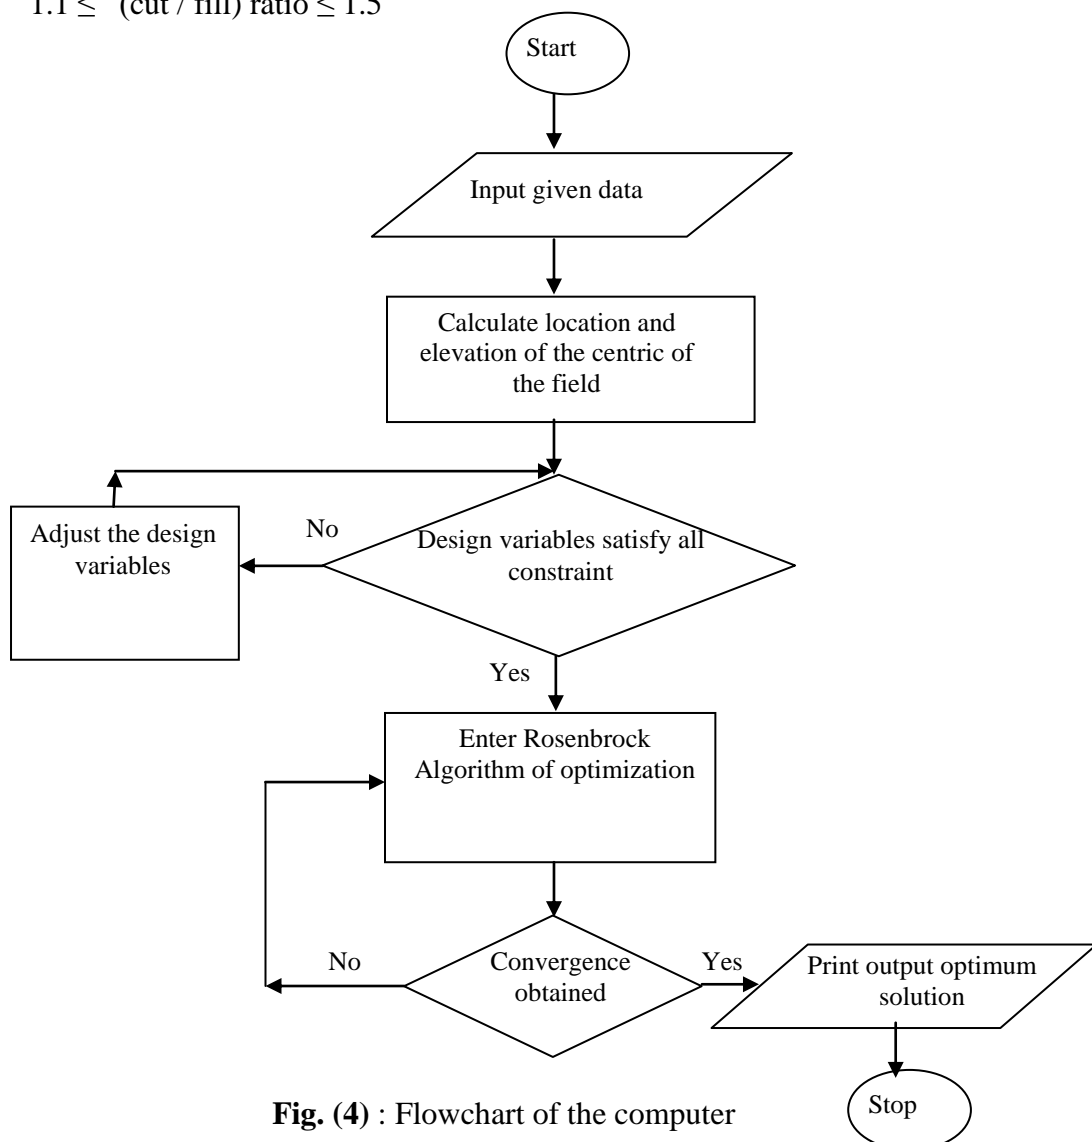 1.1 ≤ (cut / fill) ratio ≤ 1.5
Start
Input given data
Calculate location and
elevation of the centric of
the field
Adjust the design
variables
No
Design variables satisfy all
constraint
Yes
Enter Rosenbrock
Algorithm of optimization
No
Convergence
obtained
Yes
Print output optimum
solution
Stop
Fig. (4) : Flowchart of the computer